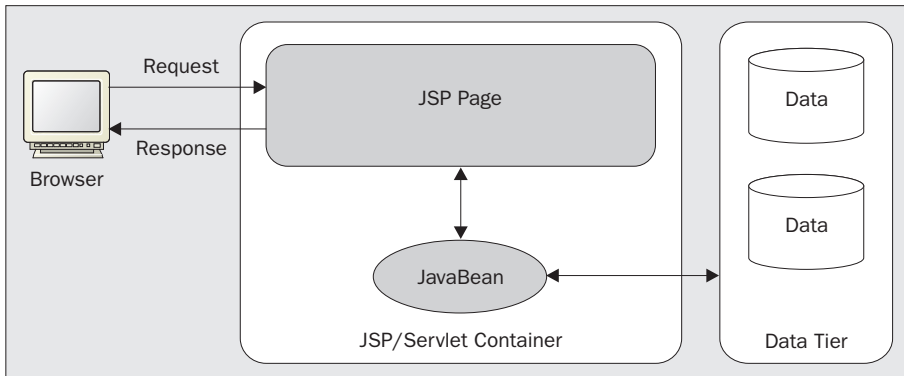 Request
Response
Browser
JSP Page
JavaBean
JSP/Servlet Container
Data
Data
Data Tier